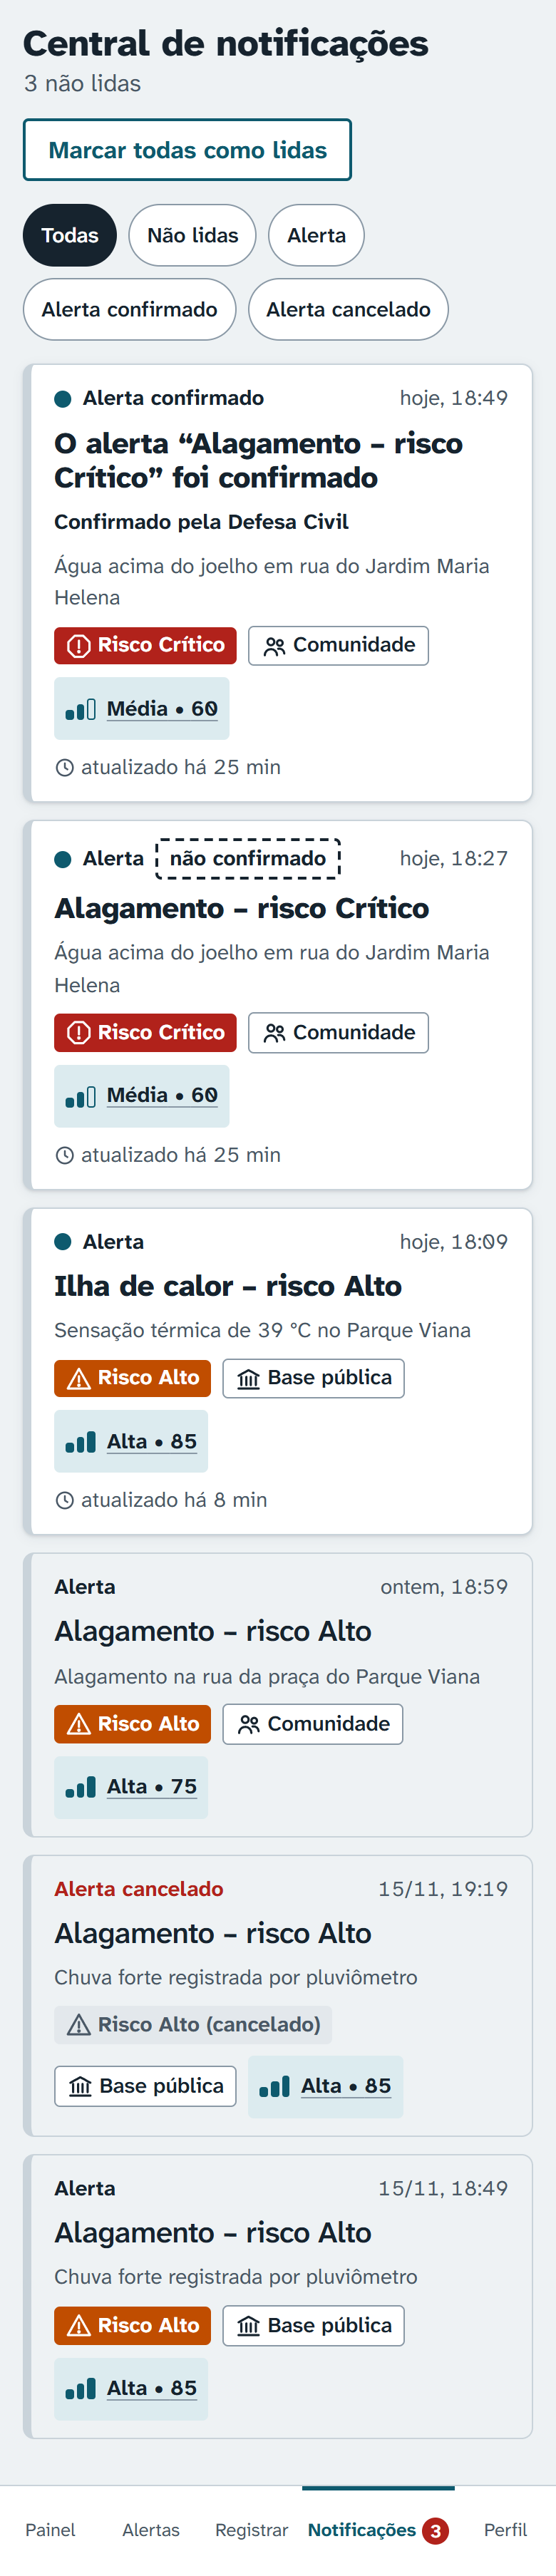 Central de notificações
3 não lidas
Marcar todas como lidas
Todas
Não lidas
Alerta
Alerta confirmado
Alerta cancelado
Alerta confirmado
hoje, 18:49
O alerta “Alagamento – risco
Crítico” foi confirmado
Confirmado pela Defesa Civil
Água acima do joelho em rua do Jardim Maria
Helena
Risco Crítico
Comunidade
Média • 60
atualizado há 25 min
Alerta
não confirmado
hoje, 18:27
Alagamento – risco Crítico
Água acima do joelho em rua do Jardim Maria
Helena
Risco Crítico
Comunidade
Média • 60
atualizado há 25 min
Alerta
hoje, 18:09
Ilha de calor – risco Alto
Sensação térmica de 39 °C no Parque Viana
Risco Alto
Base pública
Alta • 85
atualizado há 8 min
Alerta
ontem, 18:59
Alagamento – risco Alto
Alagamento na rua da praça do Parque Viana
Risco Alto
Comunidade
Alta • 75
Alerta cancelado
15/11, 19:19
Alagamento – risco Alto
Chuva forte registrada por pluviômetro
Risco Alto (cancelado)
Base pública
Alta • 85
Alerta
15/11, 18:49
Alagamento – risco Alto
Chuva forte registrada por pluviômetro
Risco Alto
Base pública
Alta • 85
Painel
Alertas
Registrar
Notificações 3
Perfil